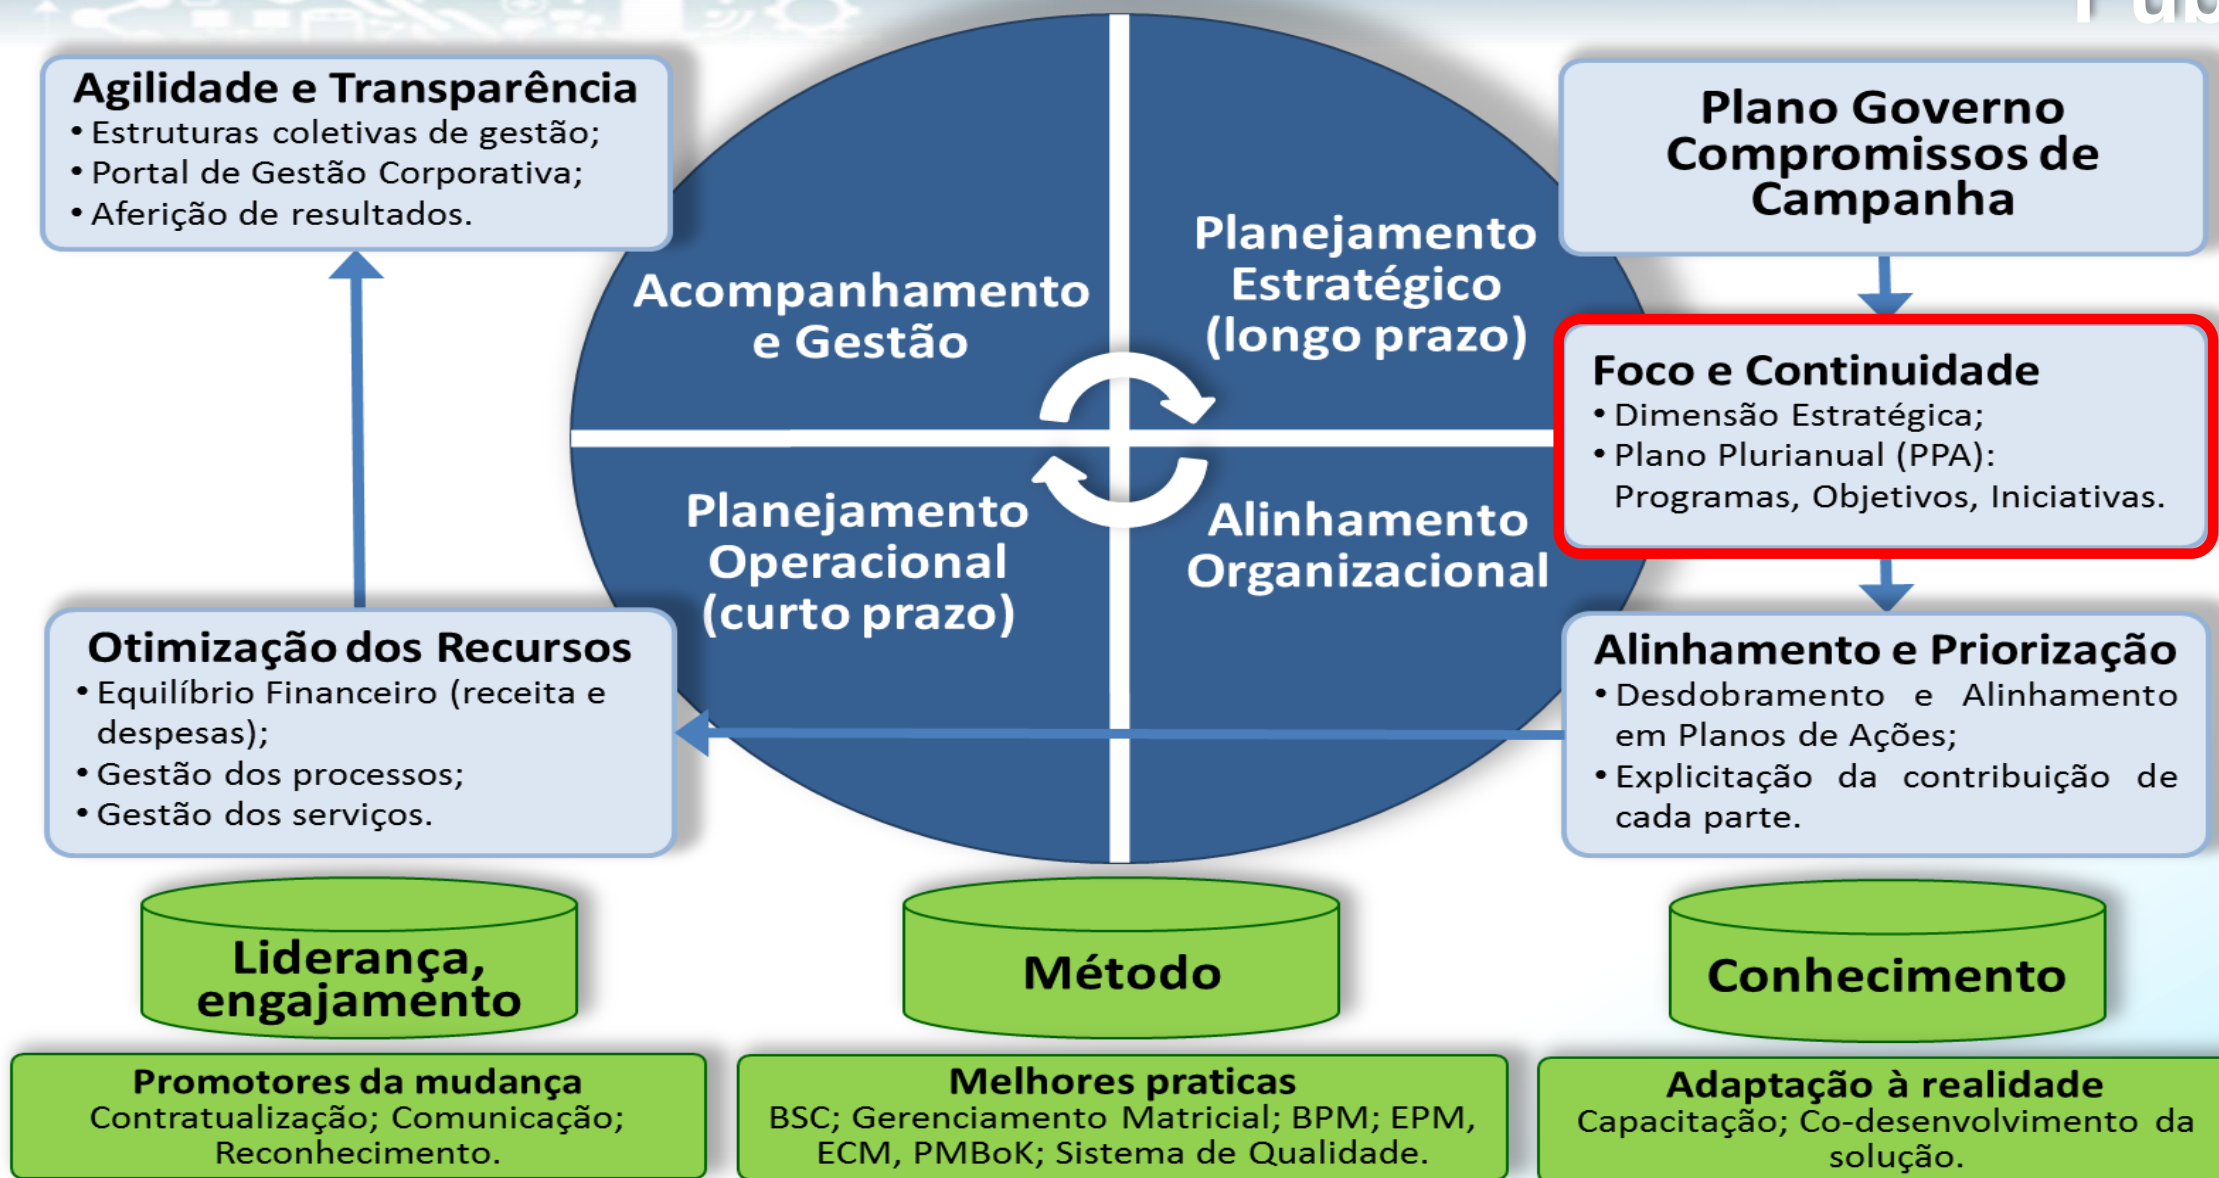 Agilidade e Transparência
• Estruturas coletivas de gestão;
• Portal de Gestão Corporativa;
• Aferição de resultados.
Acompanhamento
e Gestão
Planejamento
Estratégico
(longo prazo)
Plano Governo
Compromissos de
Campanha
Foco e Continuidade
• Dimensão Estratégica;
• Plano Plurianual (PPA):
Programas, Objetivos, Iniciativas.
Planejamento
Operacional
(curto prazo)
Alinhamento
Organizacional
Otimização dos Recursos
• Equilíbrio Financeiro (receita e
despesas);
• Gestão dos processos;
• Gestão dos serviços.
Alinhamento e Priorização
• Desdobramento e Alinhamento
em Planos de Ações;
• Explicitação da contribuição de
cada parte.
Liderança,
engajamento
Método
Conhecimento
Promotores da mudança
Contratualização; Comunicação;
Reconhecimento.
Melhores praticas
BSC; Gerenciamento Matricial; BPM; EPM,
ECM, PMBoK; Sistema de Qualidade.
Adaptação à realidade
Capacitação; Co-desenvolvimento da
solução.